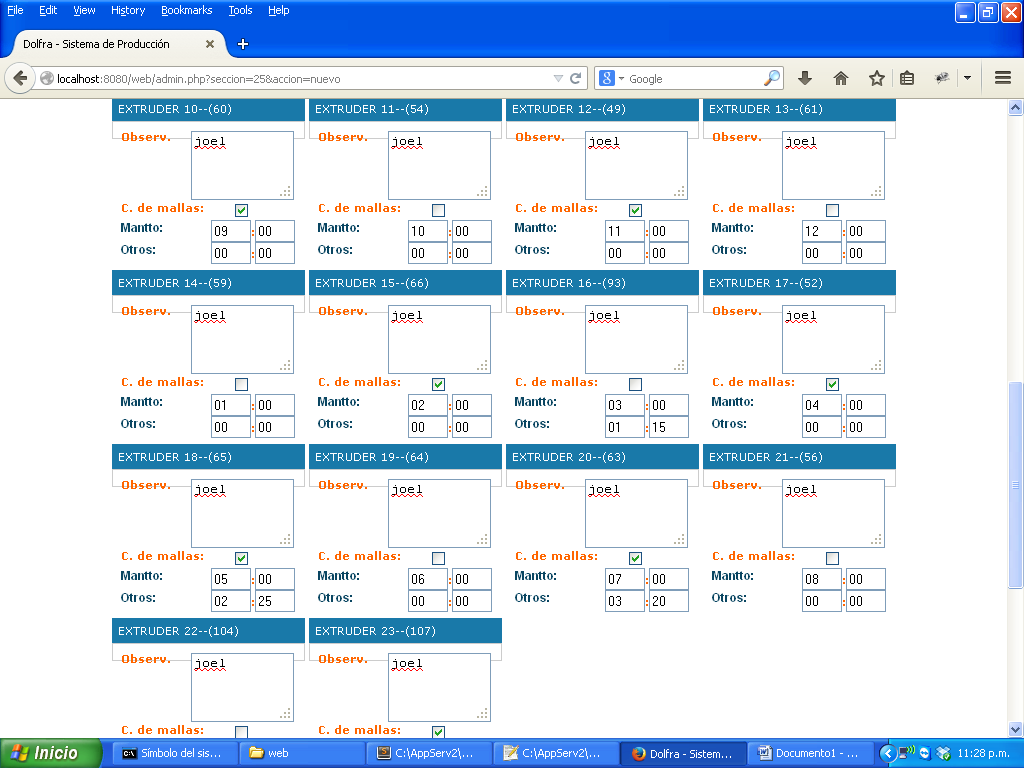 File Edit View History Bookmarks Tools Help
Dolfra - Sistema de Producción
localhost:8080/web/admin.php?seccion=25&accion=nuevo
Google
EXTRUDER 10--(60) EXTRUDER 11--(54) EXTRUDER 12--(49) EXTRUDER 13--(61)
Observ. joel Observ. joel Observ. joel Observ. joel
C. de mallas: C. de mallas: C. de mallas: C. de mallas:
Mantto: 09 : 00 Mantto: 10 : 00 Mantto: 11 : 00 Mantto: 12 : 00
Otros: 00 : 00 Otros: 00 : 00 Otros: 00 : 00 Otros: 00 : 00
EXTRUDER 14--(59) EXTRUDER 15--(66) EXTRUDER 16--(93) EXTRUDER 17--(52)
Observ. joel Observ. joel Observ. joel Observ. joel
C. de mallas: C. de mallas: C. de mallas: C. de mallas:
Mantto: 01 : 00 Mantto: 02 : 00 Mantto: 03 : 00 Mantto: 04 : 00
Otros: 00 : 00 Otros: 00 : 00 Otros: 01 : 15 Otros: 00 : 00
EXTRUDER 18--(65) EXTRUDER 19--(64) EXTRUDER 20--(63) EXTRUDER 21--(56)
Observ. joel Observ. joel Observ. joel Observ. joel
C. de mallas: C. de mallas: C. de mallas: C. de mallas:
Mantto: 05 : 00 Mantto: 06 : 00 Mantto: 07 : 00 Mantto: 08 : 00
Otros: 02 : 25 Otros: 00 : 00 Otros: 03 : 20 Otros: 00 : 00
EXTRUDER 22--(104) EXTRUDER 23--(107)
Observ. joel Observ. joel
C. de mallas: C. de mallas:
Inicio Símbolo del sis... web C:\AppServ2\... C:\AppServ2\... Dolfra - Sistem... Documento1 - ... 11:28 p.m.